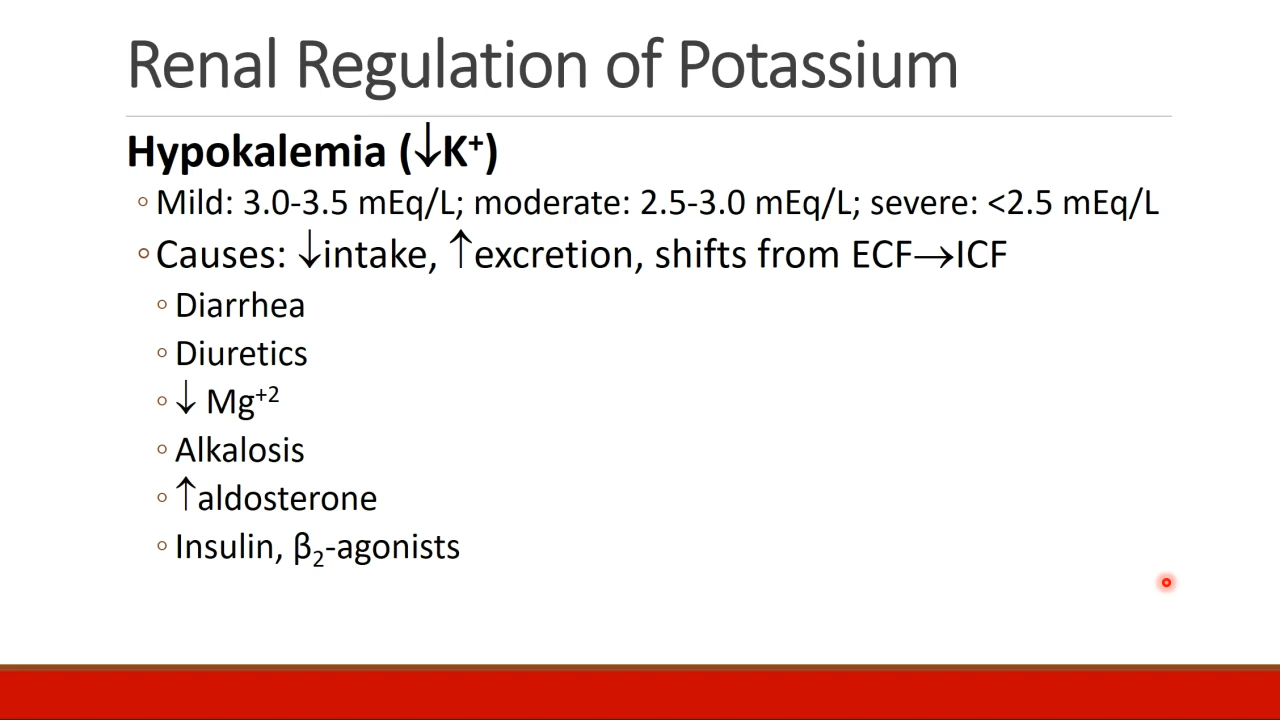 Renal Regulation of Potassium
Hypokalemia (↓K⁺)
◦ Mild: 3.0-3.5 mEq/L; moderate: 2.5-3.0 mEq/L; severe: <2.5 mEq/L
◦ Causes: ↓intake, ↑excretion, shifts from ECF→ICF
◦ Diarrhea
◦ Diuretics
◦ ↓ Mg⁺²
◦ Alkalosis
◦ ↑aldosterone
◦ Insulin, β₂-agonists